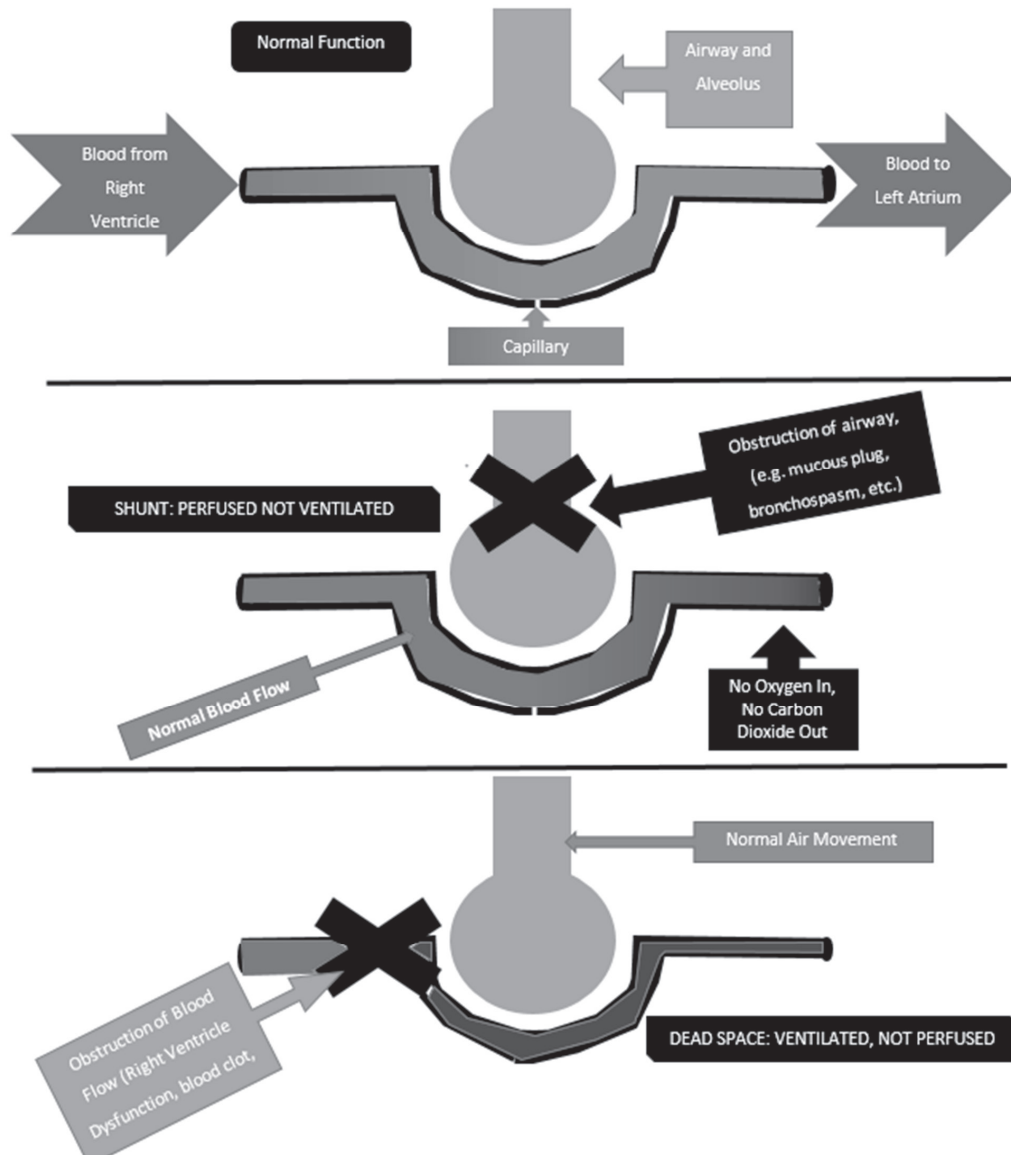 Normal Function
Airway and
Alveolus
Blood from
Right
Ventricle
Blood to
Left Atrium
Capillary
Obstruction of airway,
(e.g. mucous plug,
bronchospasm, etc.)
SHUNT: PERFUSED NOT VENTILATED
Normal Blood Flow
No Oxygen In,
No Carbon
Dioxide Out
Normal Air Movement
Obstruction of Blood
Flow (Right Ventricle
Dysfunction, blood clot,
DEAD SPACE: VENTILATED, NOT PERFUSED